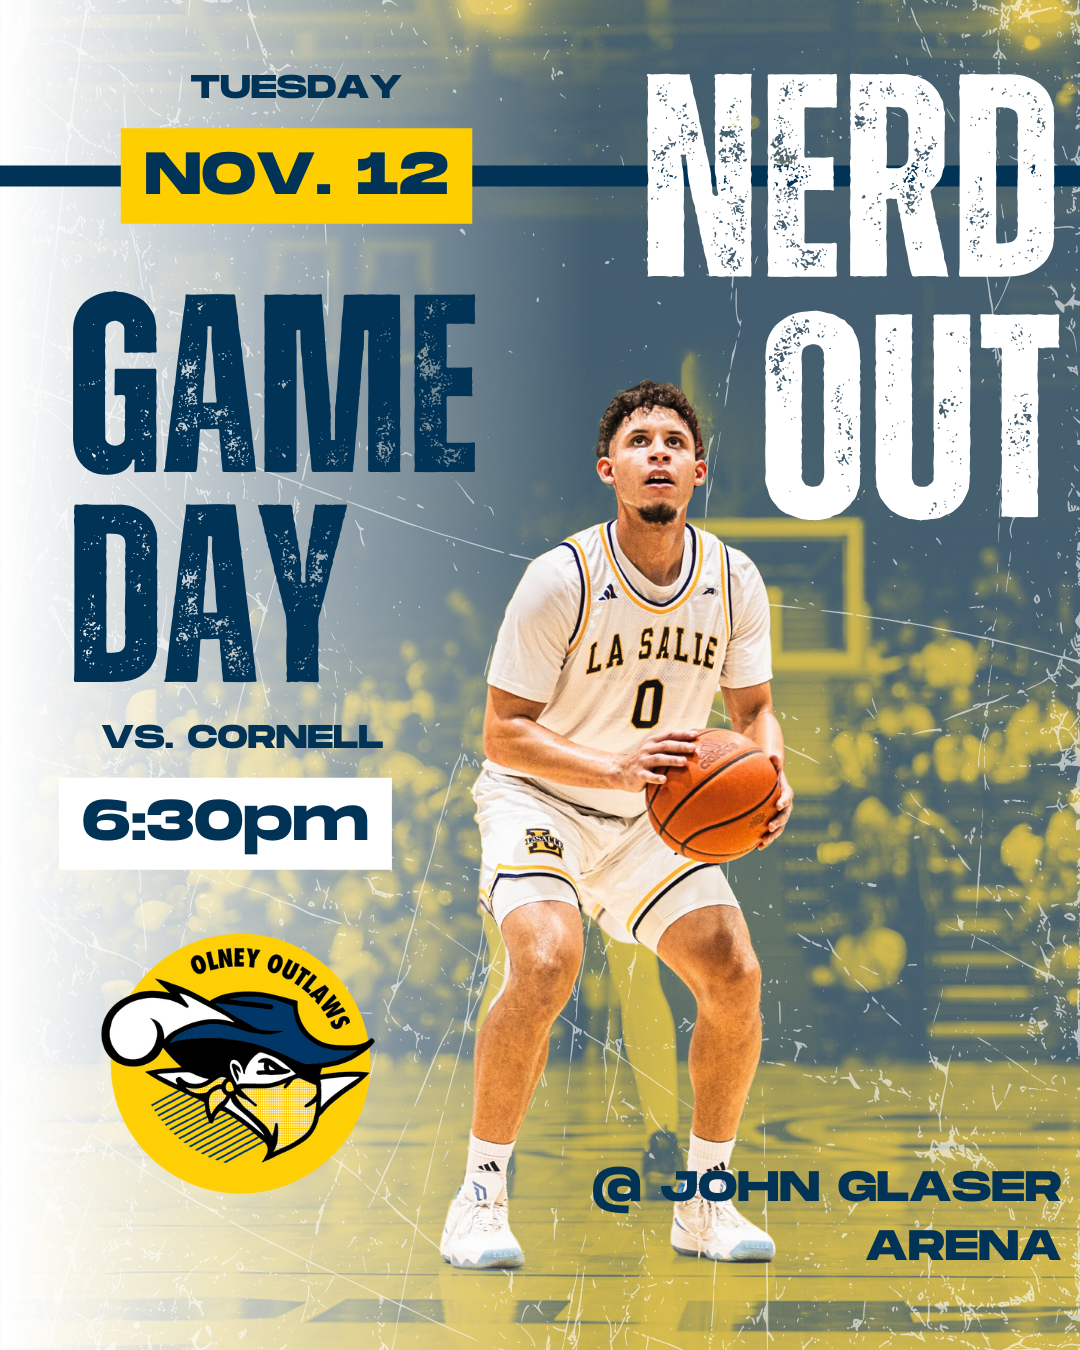 TUESDAY
NOV. 12
NERD
OUT
GAME
DAY
VS. CORNELL
6:30pm
LA SALLE
0
LASALLE
OLNEY OUTLAWS
@ JOHN GLASER
ARENA